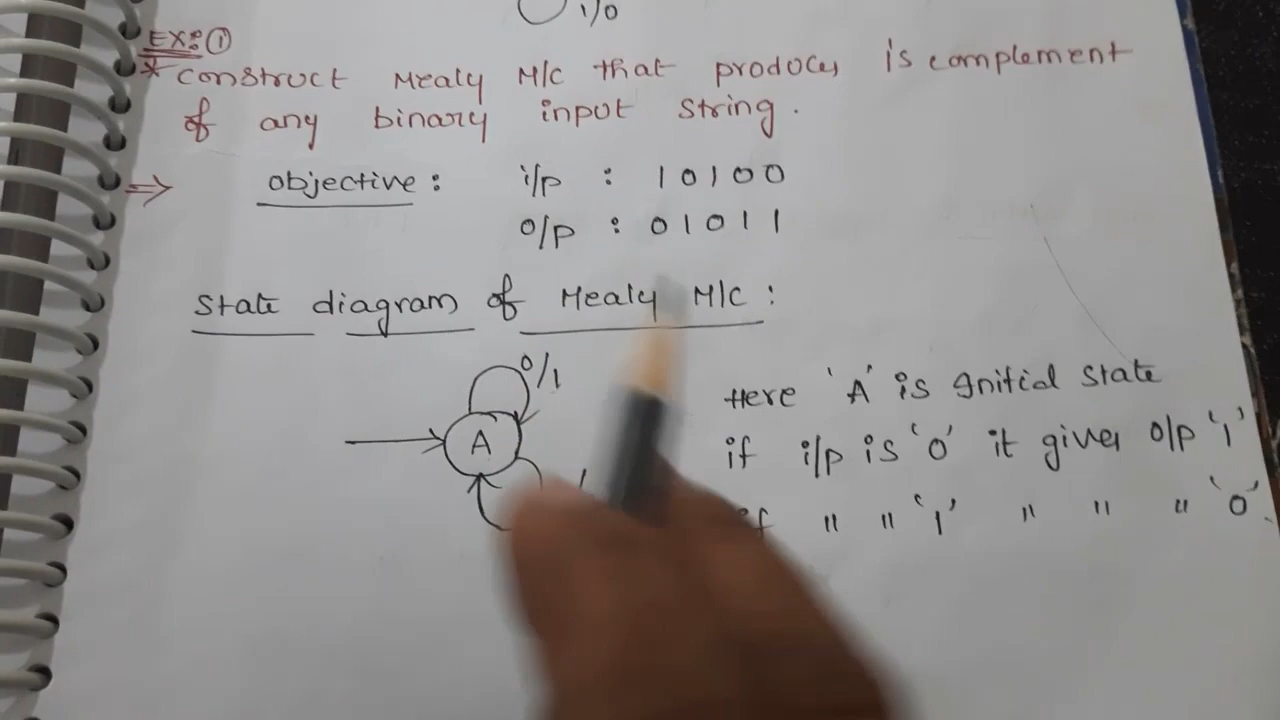 1/0
EX:①
* construct Mealy M/C that produces is complement
of any binary input string.
⇒ objective : i/p : 10100
o/p : 01011
State diagram of Mealy M/C :
0/1
A
Here 'A' is Initial State
if i/p is '0' it gives o/p '1'
if " " '1' " " " '0'.